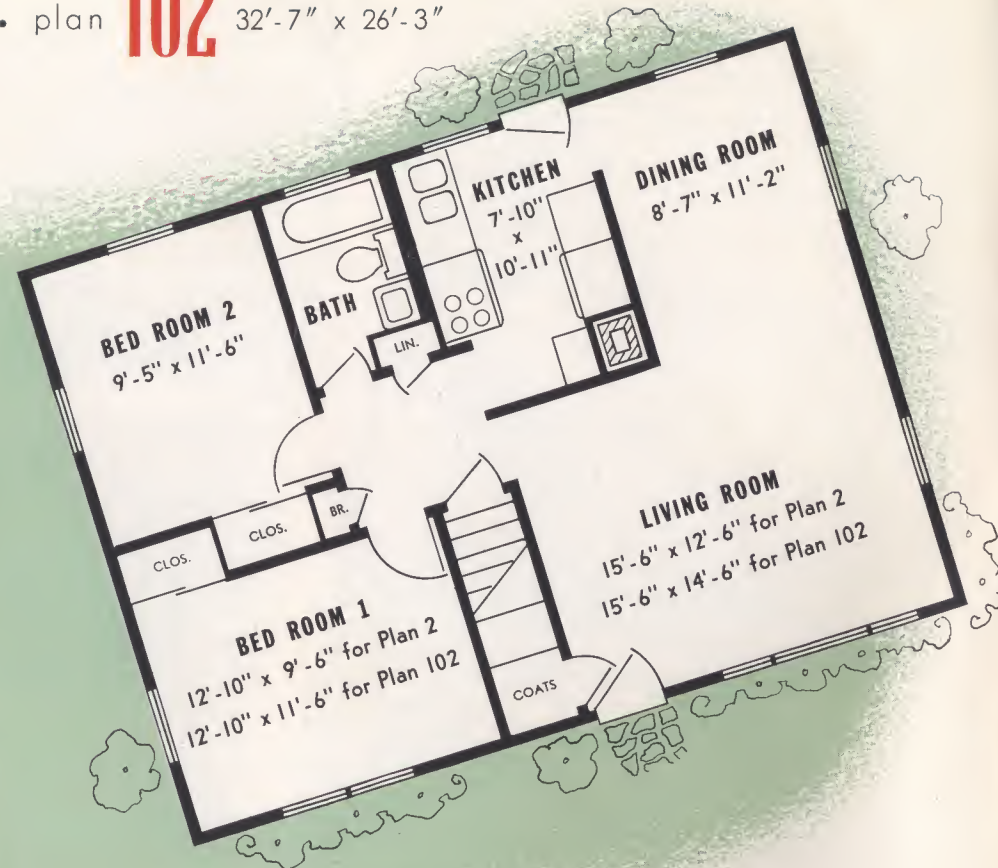 • plan 102 32'-7" x 26'-3"
KITCHEN
7'-10"
x
10'-11"
DINING ROOM
8'-7" x 11'-2"
BATH
LIN.
BED ROOM 2
9'-5" x 11'-6"
CLOS.
CLOS.
BR.
LIVING ROOM
15'-6" x 12'-6" for Plan 2
15'-6" x 14'-6" for Plan 102
BED ROOM 1
12'-10" x 9'-6" for Plan 2
12'-10" x 11'-6" for Plan 102
COATS